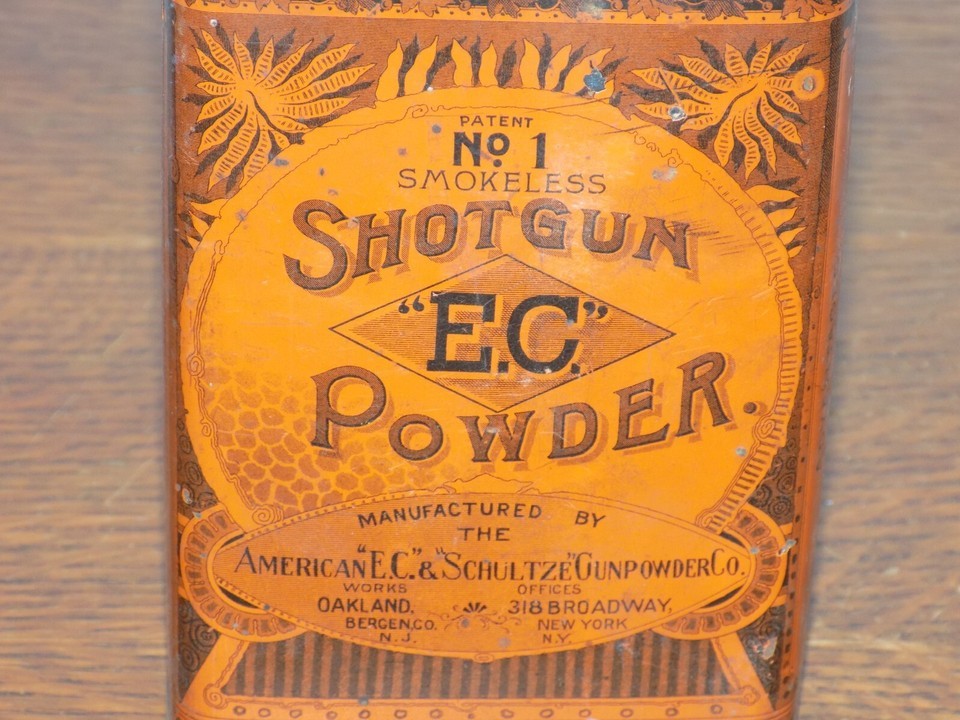 PATENT
No. 1
SMOKELESS
SHOTGUN
"E.C."
POWDER.
MANUFACTURED BY
THE
AMERICAN "E.C." & "SCHULTZE" GUNPOWDER CO.
WORKS OFFICES
OAKLAND, 318 BROADWAY,
BERGEN, CO. NEW YORK
N.J. N.Y.